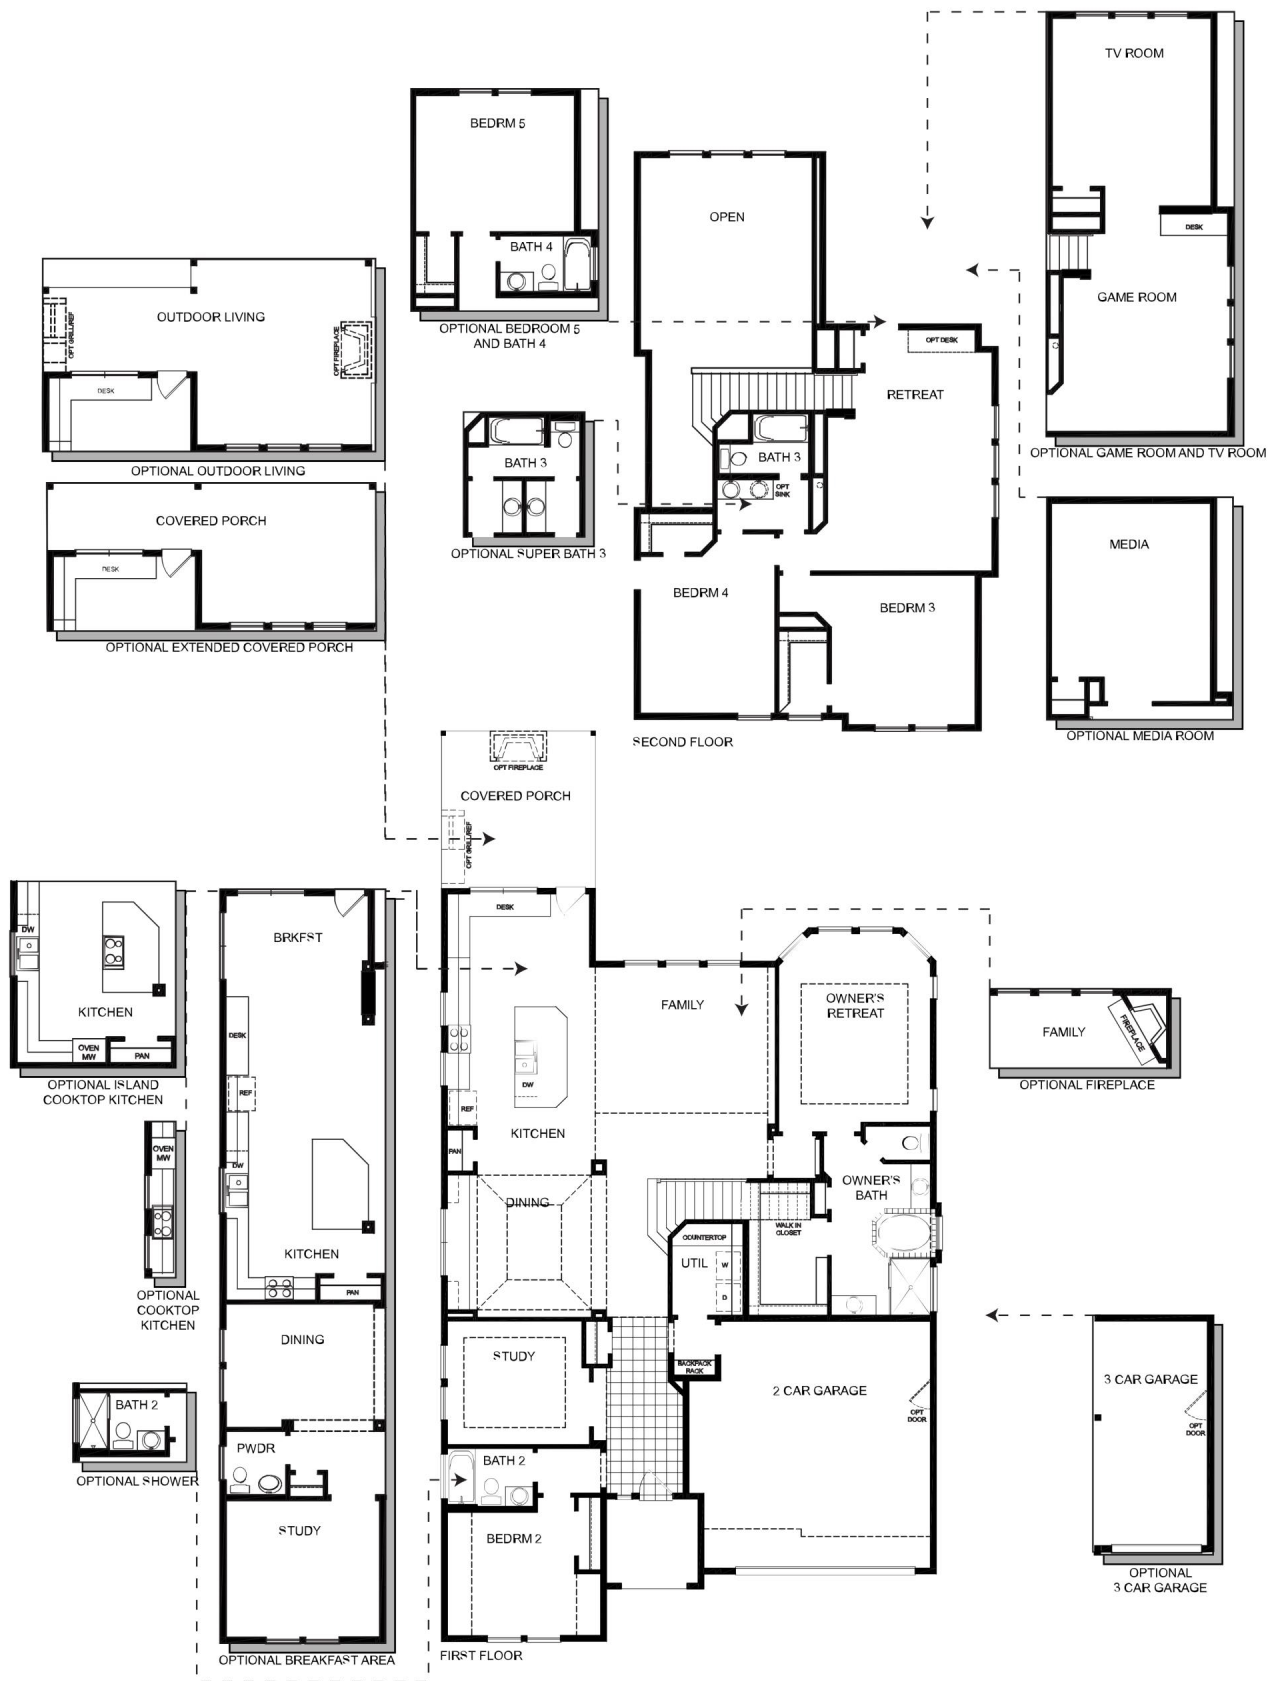 TV ROOM
DESK
GAME ROOM
OPTIONAL GAME ROOM AND TV ROOM
BEDRM 5
BATH 4
OPTIONAL BEDROOM 5
AND BATH 4
OPEN
OPT DESK
RETREAT
BATH 3
OPT
SINK
BEDRM 4
BEDRM 3
SECOND FLOOR
OUTDOOR LIVING
OPT GRILL/REF
OPT FIREPLACE
DESK
OPTIONAL OUTDOOR LIVING
BATH 3
OPTIONAL SUPER BATH 3
COVERED PORCH
DESK
OPTIONAL EXTENDED COVERED PORCH
MEDIA
OPTIONAL MEDIA ROOM
OPT FIREPLACE
COVERED PORCH
OPT GRILL/REF
DESK
FAMILY
OWNER'S
RETREAT
DW
REF
KITCHEN
PAN
DINING
OWNER'S
BATH
WALK IN
CLOSET
COUNTERTOP
UTIL
W
D
STUDY
BACKPACK
RACK
2 CAR GARAGE
OPT
DOOR
BATH 2
BEDRM 2
FIRST FLOOR
DW
KITCHEN
OVEN
MW
PAN
OPTIONAL ISLAND
COOKTOP KITCHEN
OVEN
MW
OPTIONAL
COOKTOP
KITCHEN
BATH 2
OPTIONAL SHOWER
BRKFST
DESK
REF
DW
KITCHEN
PAN
DINING
PWDR
STUDY
OPTIONAL BREAKFAST AREA
FAMILY
FIREPLACE
OPTIONAL FIREPLACE
3 CAR GARAGE
OPT
DOOR
OPTIONAL
3 CAR GARAGE